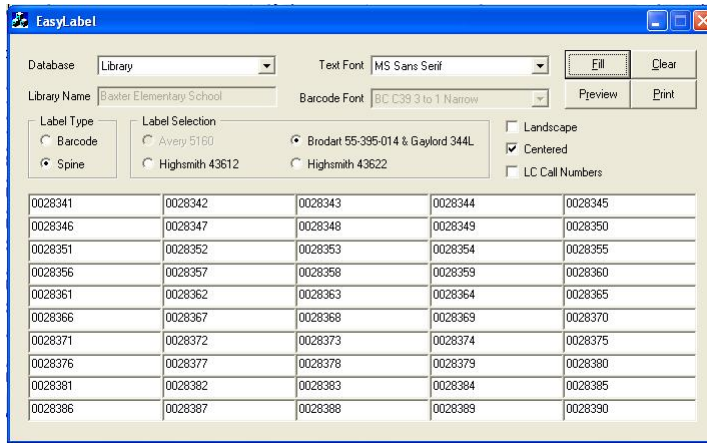 EasyLabel
Database Library Text Font MS Sans Serif Fill Clear
Library Name Baxter Elementary School Barcode Font BC C39 3 to 1 Narrow Preview Print
Label Type Label Selection Landscape
Barcode Avery 5160 Brodart 55-395-014 & Gaylord 344L Centered
Spine Highsmith 43612 Highsmith 43622 LC Call Numbers
0028341 0028342 0028343 0028344 0028345
0028346 0028347 0028348 0028349 0028350
0028351 0028352 0028353 0028354 0028355
0028356 0028357 0028358 0028359 0028360
0028361 0028362 0028363 0028364 0028365
0028366 0028367 0028368 0028369 0028370
0028371 0028372 0028373 0028374 0028375
0028376 0028377 0028378 0028379 0028380
0028381 0028382 0028383 0028384 0028385
0028386 0028387 0028388 0028389 0028390